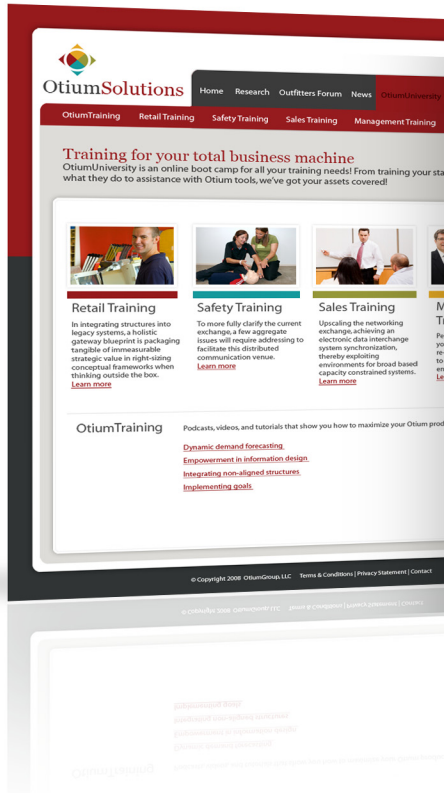 OtiumSolutions
Home Research Outfitters Forum News OtiumUniversity
OtiumTraining Retail Training Safety Training Sales Training Management Training
Training for your total business machine
OtiumUniversity is an online boot camp for all your training needs! From training your sta
what they do to assistance with Otium tools, we've got your assets covered!
Retail Training
In integrating structures into
legacy systems, a holistic
gateway blueprint is packaging
tangible of immeasurable
strategic value in right-sizing
conceptual frameworks when
thinking outside the box.
Learn more
Safety Training
To more fully clarify the current
exchange, a few aggregate
issues will require addressing to
facilitate this distributed
communication venue.
Learn more
Sales Training
Upscaling the networking
exchange, achieving an
electronic data interchange
system synchronization,
thereby exploiting
environments for broad based
capacity constrained systems.
Learn more
M
Tr
Pe
yo
re-
to
en
Le
OtiumTraining
Podcasts, videos, and tutorials that show you how to maximize your Otium prod
Dynamic demand forecasting
Empowerment in information design
Integrating non-aligned structures
Implementing goals
© Copyright 2008 OtiumGroup, LLC Terms & Conditions | Privacy Statement | Contact